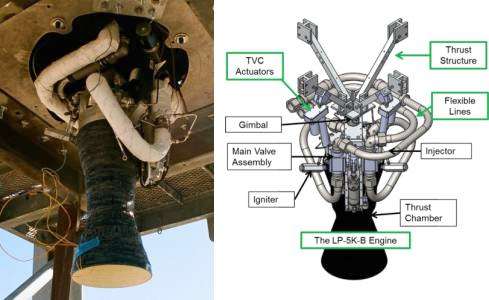 TVC
Actuators
Thrust
Structure
Flexible
Lines
Gimbal
Main Valve
Assembly
Injector
Igniter
Thrust
Chamber
The LP-5K-B Engine